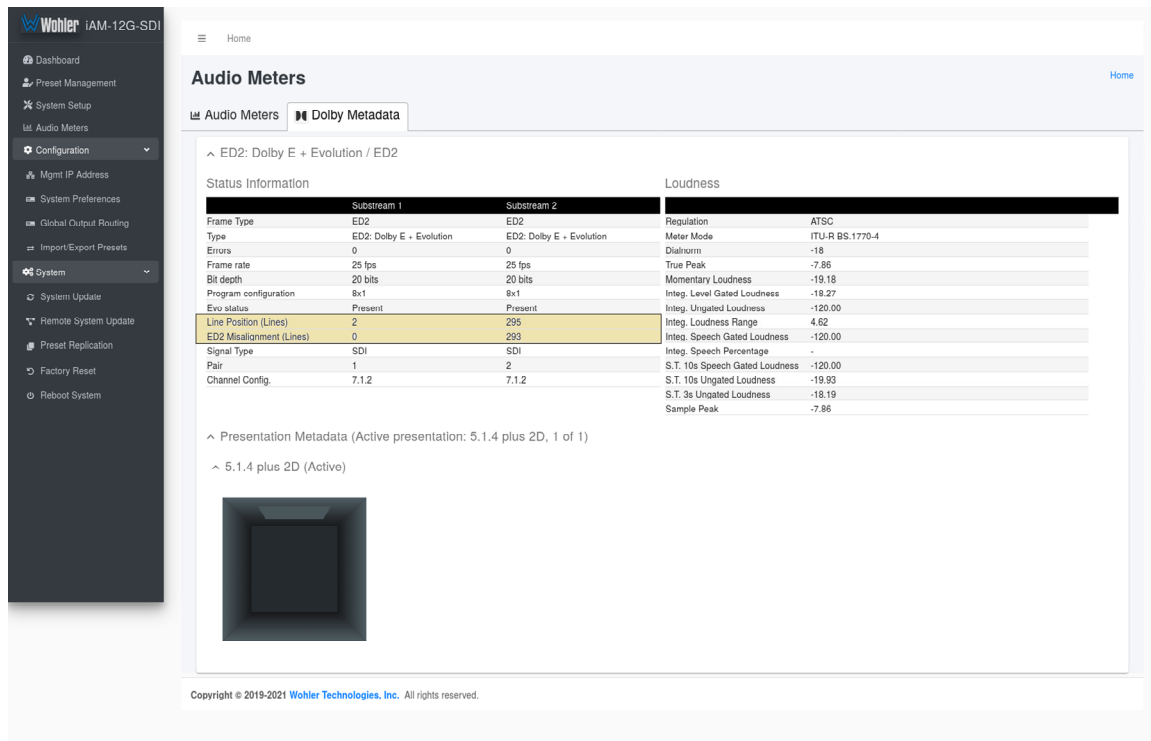 Wohler iAM-12G-SDI
Dashboard
Preset Management
System Setup
Audio Meters
Configuration
Mgmt IP Address
System Preferences
Global Output Routing
Import/Export Presets
System
System Update
Remote System Update
Preset Replication
Factory Reset
Reboot System
Home
Audio Meters
Home
Audio Meters Dolby Metadata
ED2: Dolby E + Evolution / ED2
Status Information
Substream 1 Substream 2
Frame Type ED2 ED2
Type ED2: Dolby E + Evolution ED2: Dolby E + Evolution
Errors 0 0
Frame rate 25 fps 25 fps
Bit depth 20 bits 20 bits
Program configuration 8x1 8x1
Evo status Present Present
Line Position (Lines) 2 295
ED2 Misalignment (Lines) 0 293
Signal Type SDI SDI
Pair 1 2
Channel Config. 7.1.2 7.1.2
Loudness
Regulation ATSC
Meter Mode ITU-R BS.1770-4
Dialnorm -18
True Peak -7.86
Momentary Loudness -19.18
Integ. Level Gated Loudness -18.27
Integ. Ungated Loudness -120.00
Integ. Loudness Range 4.62
Integ. Speech Gated Loudness -120.00
Integ. Speech Percentage -
S.T. 10s Speech Gated Loudness -120.00
S.T. 10s Ungated Loudness -19.93
S.T. 3s Ungated Loudness -18.19
Sample Peak -7.86
Presentation Metadata (Active presentation: 5.1.4 plus 2D, 1 of 1)
5.1.4 plus 2D (Active)
Copyright © 2019-2021 Wohler Technologies, Inc. All rights reserved.